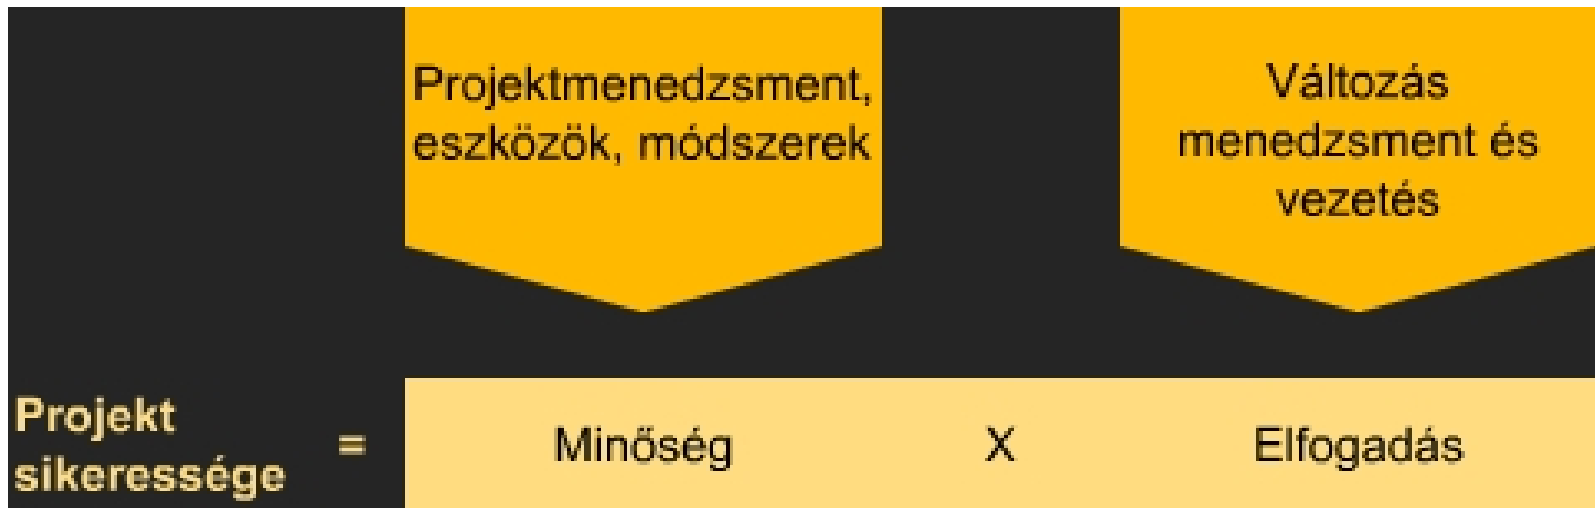 Projektmenedzsment,
eszközök, módszerek
Változás
menedzsment és
vezetés
Projekt
sikeressége
=
Minőség
X
Elfogadás